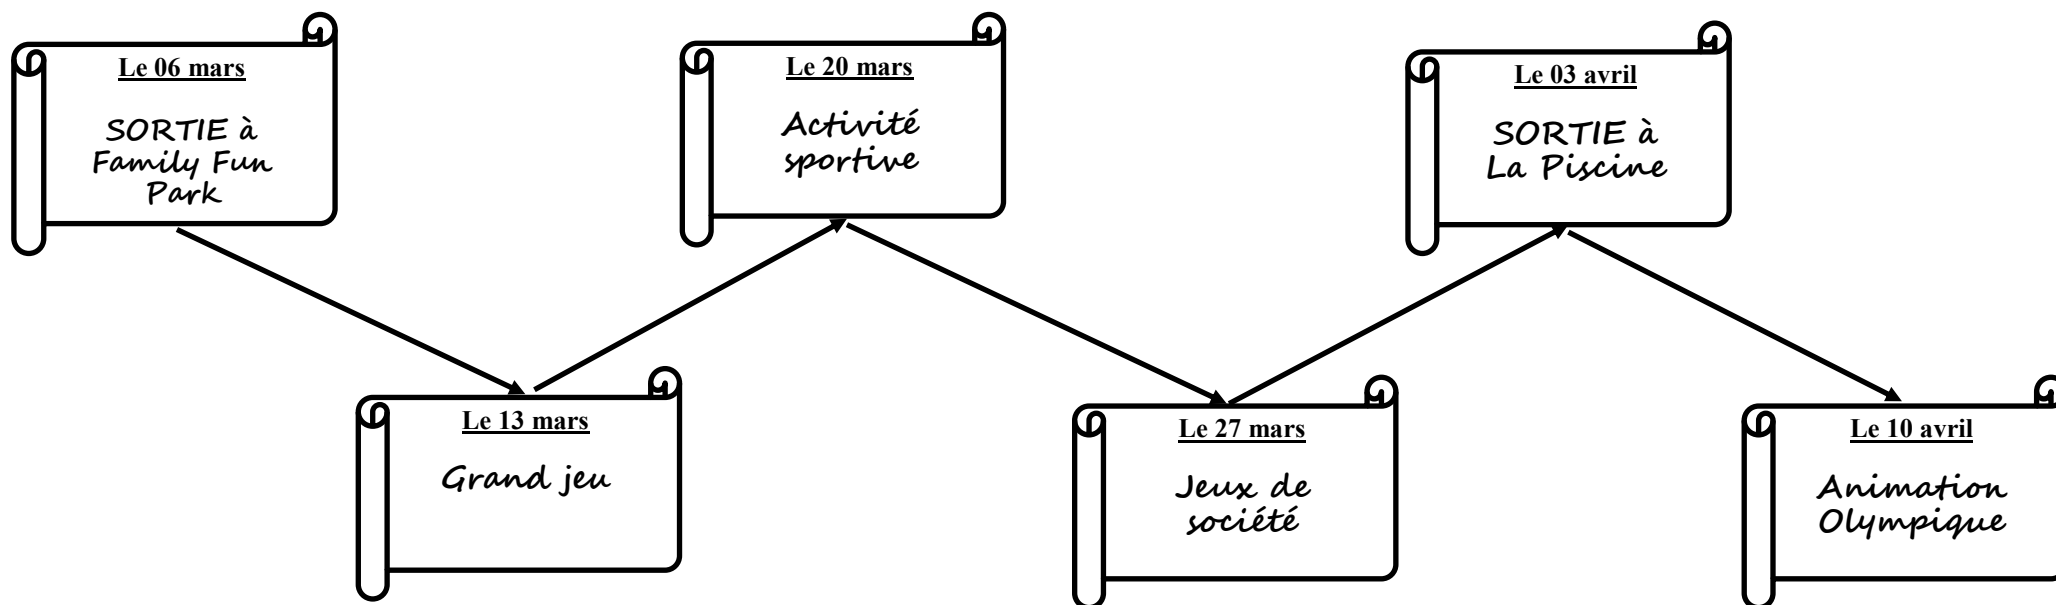 Le 06 mars
SORTIE à
Family Fun
Park
Le 13 mars
Grand jeu
Le 20 mars
Activité
sportive
Le 27 mars
Jeux de
société
Le 03 avril
SORTIE à
La Piscine
Le 10 avril
Animation
Olympique